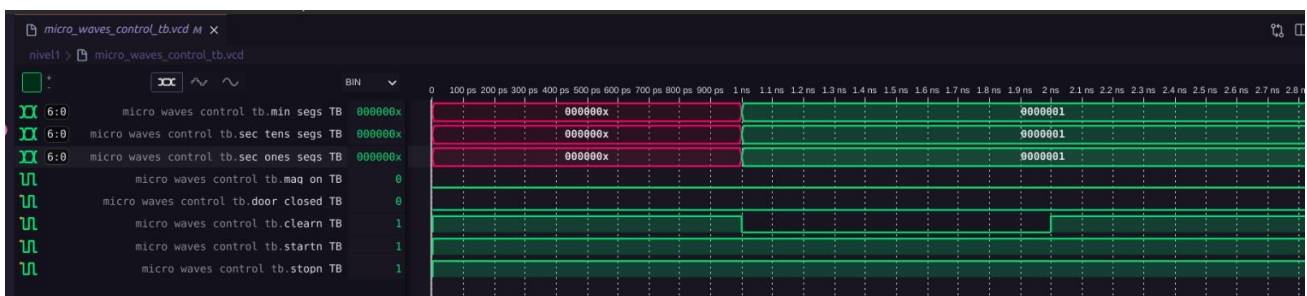 micro_waves_control_tb.vcd M ×
nivel1 > micro_waves_control_tb.vcd
+
-
BIN
0 100 ps 200 ps 300 ps 400 ps 500 ps 600 ps 700 ps 800 ps 900 ps 1 ns 1.1 ns 1.2 ns 1.3 ns 1.4 ns 1.5 ns 1.6 ns 1.7 ns 1.8 ns 1.9 ns 2 ns 2.1 ns 2.2 ns 2.3 ns 2.4 ns 2.5 ns 2.6 ns 2.7 ns 2.8 n
6:0 micro waves control tb.min segs TB 000000x 000000x 0000001
6:0 micro waves control tb.sec tens segs TB 000000x 000000x 0000001
6:0 micro waves control tb.sec ones segs TB 000000x 000000x 0000001
micro waves control tb.mag on TB 0
micro waves control tb.door closed TB 0
micro waves control tb.clearn TB 1
micro waves control tb.startn TB 1
micro waves control tb.stopn TB 1